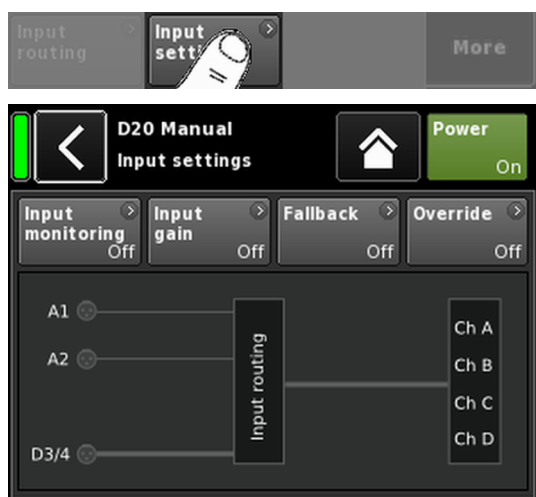 Input
routing
Input
setti
More
D20 Manual
Input settings
Power
On
Input
monitoring
Off
Input
gain
Off
Fallback
Off
Override
Off
A1
A2
D3/4
Input routing
Ch A
Ch B
Ch C
Ch D